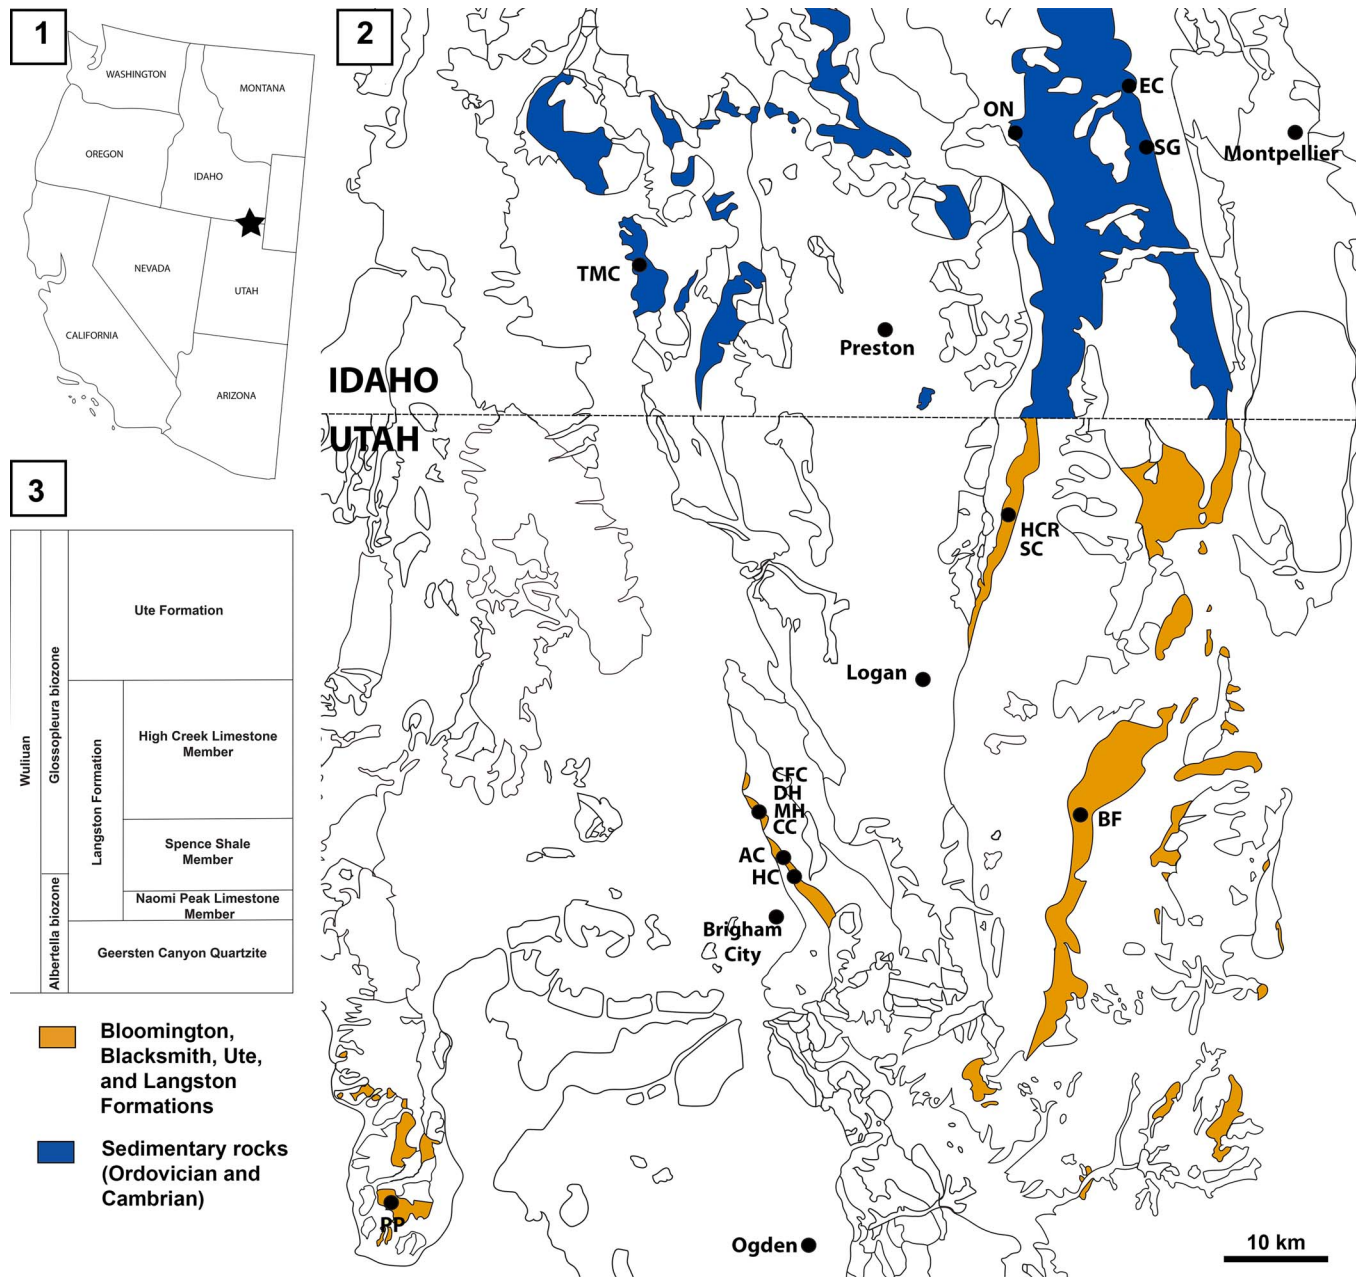 1
WASHINGTON
MONTANA
OREGON
IDAHO
NEVADA
UTAH
CALIFORNIA
ARIZONA
2
EC
ON
SG
Montpellier
TMC
Preston
IDAHO
UTAH
HCR
SC
Logan
CFC
DH
MH
CC
BF
AC
HC
Brigham
City
PP
Ogden
10 km
3
Wuliuan
Glossopleura biozone
Albertella biozone
Langston Formation
Ute Formation
High Creek Limestone
Member
Spence Shale
Member
Naomi Peak Limestone
Member
Geersten Canyon Quartzite
Bloomington,
Blacksmith, Ute,
and Langston
Formations
Sedimentary rocks
(Ordovician and
Cambrian)